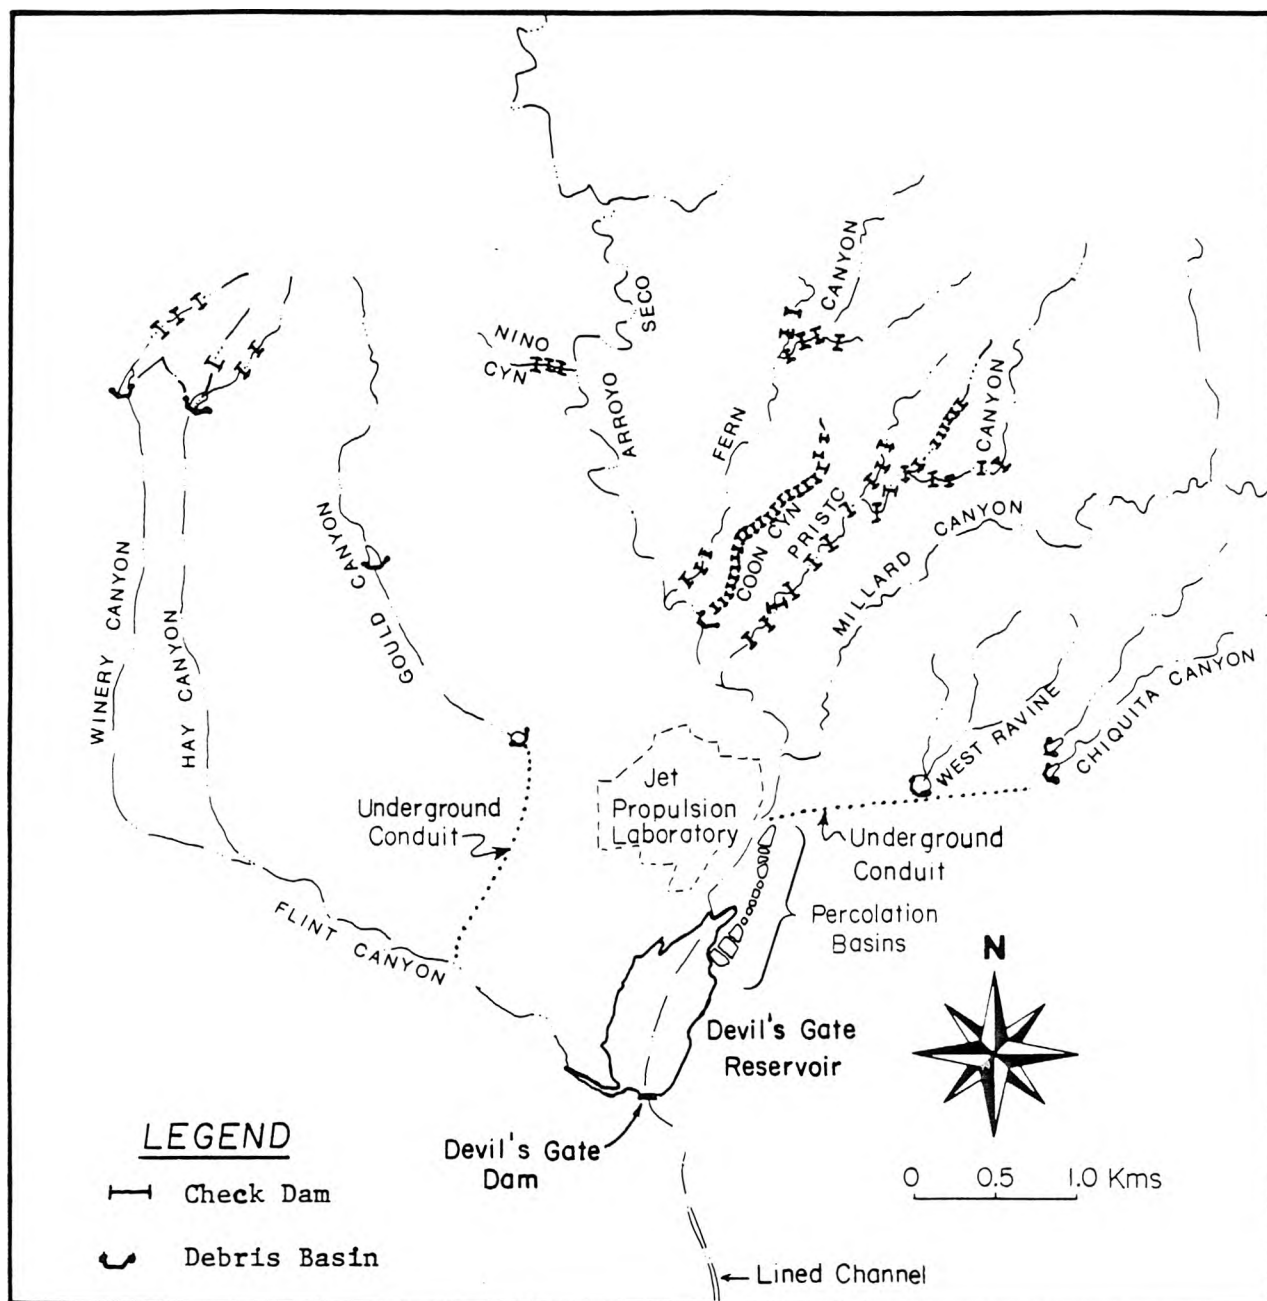 CANYON
SECO
NINO
CYN
ARROYO
FERN
CANYON
COON CYN
PRISTC
MILLARD CANYON
GOULD CANYON
WINERY CANYON
HAY CANYON
WEST RAVINE
CHIQUITA CANYON
Jet
Propulsion
Laboratory
Underground
Conduit
Underground
Conduit
Percolation
Basins
FLINT CANYON
N
Devil's Gate
Reservoir
Devil's Gate
Dam
0 0.5 1.0 Kms
LEGEND
Check Dam
Debris Basin
Lined Channel